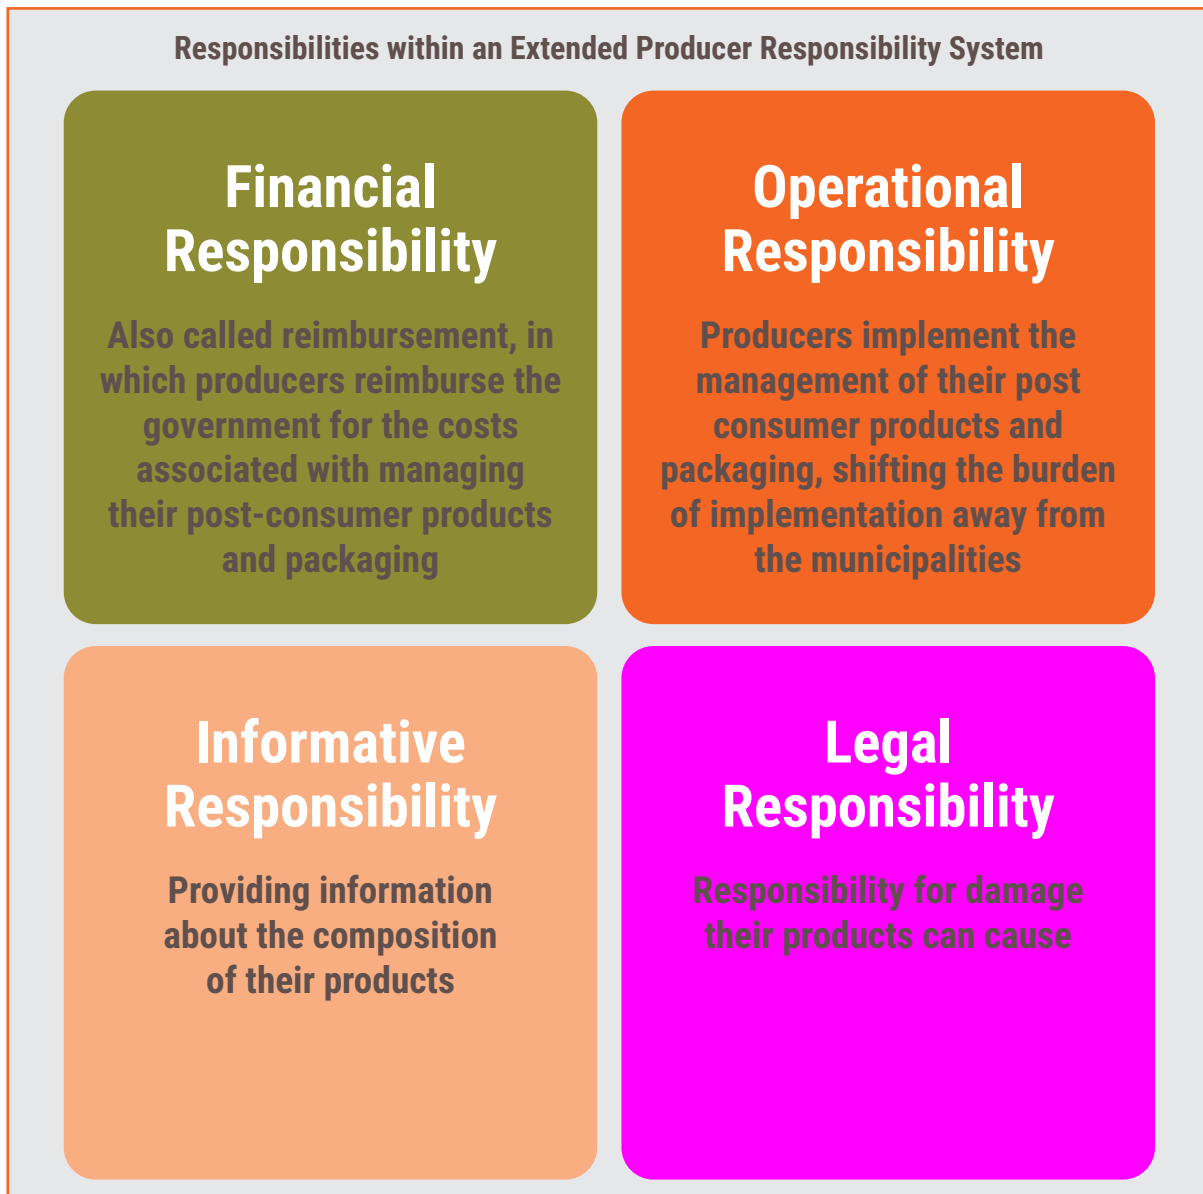 Responsibilities within an Extended Producer Responsibility System
Financial
Responsibility
Also called reimbursement, in
which producers reimburse the
government for the costs
associated with managing
their post-consumer products
and packaging
Operational
Responsibility
Producers implement the
management of their post
consumer products and
packaging, shifting the burden
of implementation away from
the municipalities
Informative
Responsibility
Providing information
about the composition
of their products
Legal
Responsibility
Responsibility for damage
their products can cause